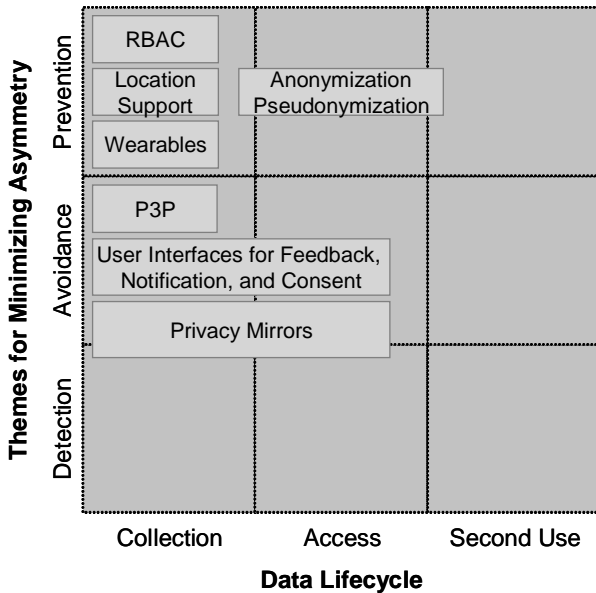 Themes for Minimizing Asymmetry
Prevention
RBAC
Location
Support
Wearables
Anonymization
Pseudonymization
Avoidance
P3P
User Interfaces for Feedback,
Notification, and Consent
Privacy Mirrors
Detection
Collection
Access
Second Use
Data Lifecycle